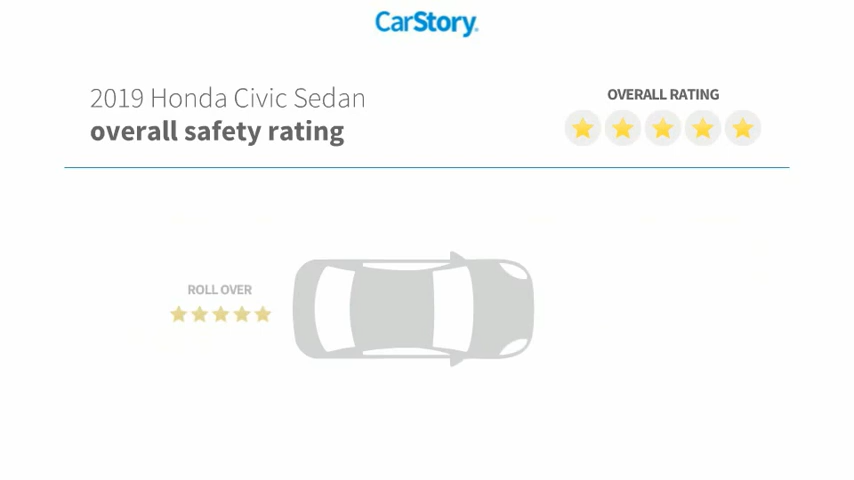 CarStory.
2019 Honda Civic Sedan
overall safety rating
OVERALL RATING
ROLL OVER